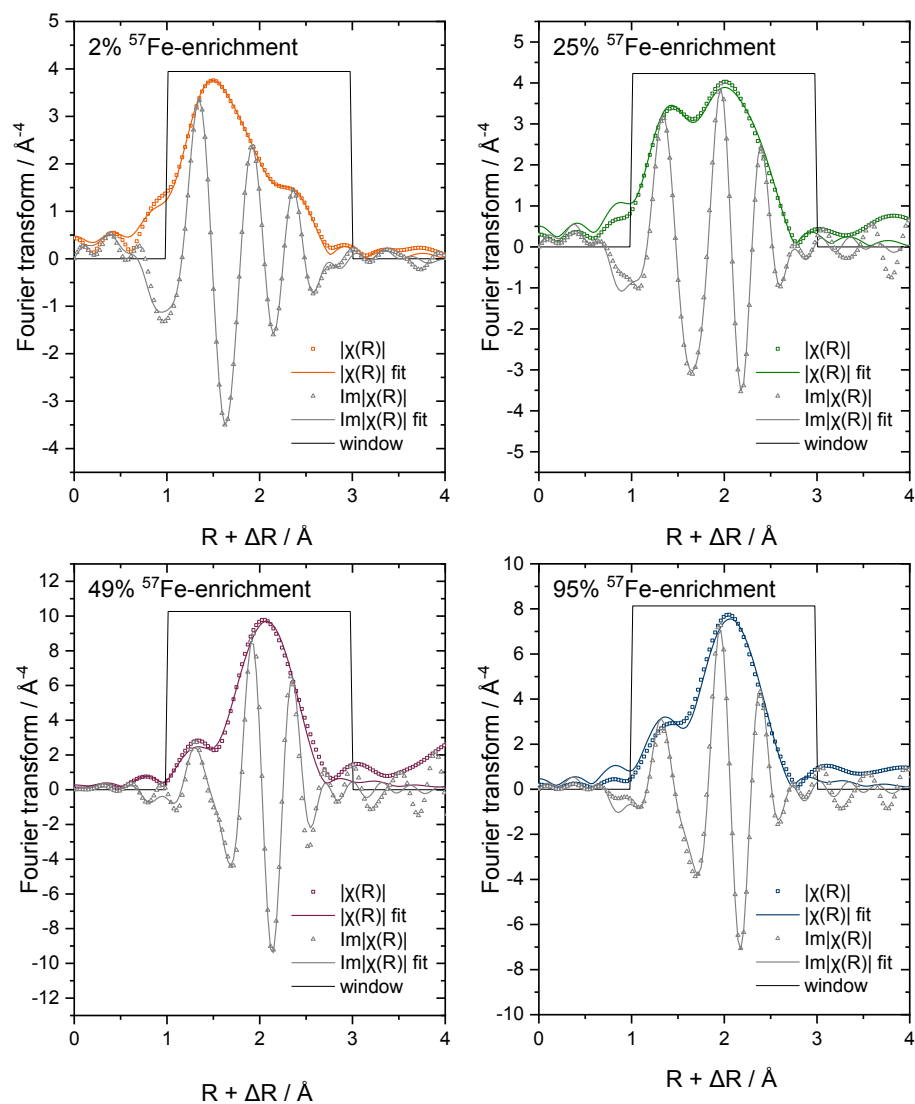 2% ⁵⁷Fe-enrichment
Fourier transform / Å⁻⁴
5
4
3
2
1
0
-1
-2
-3
-4
|χ(R)|
|χ(R)| fit
Im|χ(R)|
Im|χ(R)| fit
window
0 1 2 3 4
R + ΔR / Å
25% ⁵⁷Fe-enrichment
Fourier transform / Å⁻⁴
5
4
3
2
1
0
-1
-2
-3
-4
-5
|χ(R)|
|χ(R)| fit
Im|χ(R)|
Im|χ(R)| fit
window
0 1 2 3 4
R + ΔR / Å
49% ⁵⁷Fe-enrichment
Fourier transform / Å⁻⁴
12
10
8
6
4
2
0
-2
-4
-6
-8
-10
-12
|χ(R)|
|χ(R)| fit
Im|χ(R)|
Im|χ(R)| fit
window
0 1 2 3 4
R + ΔR / Å
95% ⁵⁷Fe-enrichment
Fourier transform / Å⁻⁴
10
8
6
4
2
0
-2
-4
-6
-8
-10
|χ(R)|
|χ(R)| fit
Im|χ(R)|
Im|χ(R)| fit
window
0 1 2 3 4
R + ΔR / Å